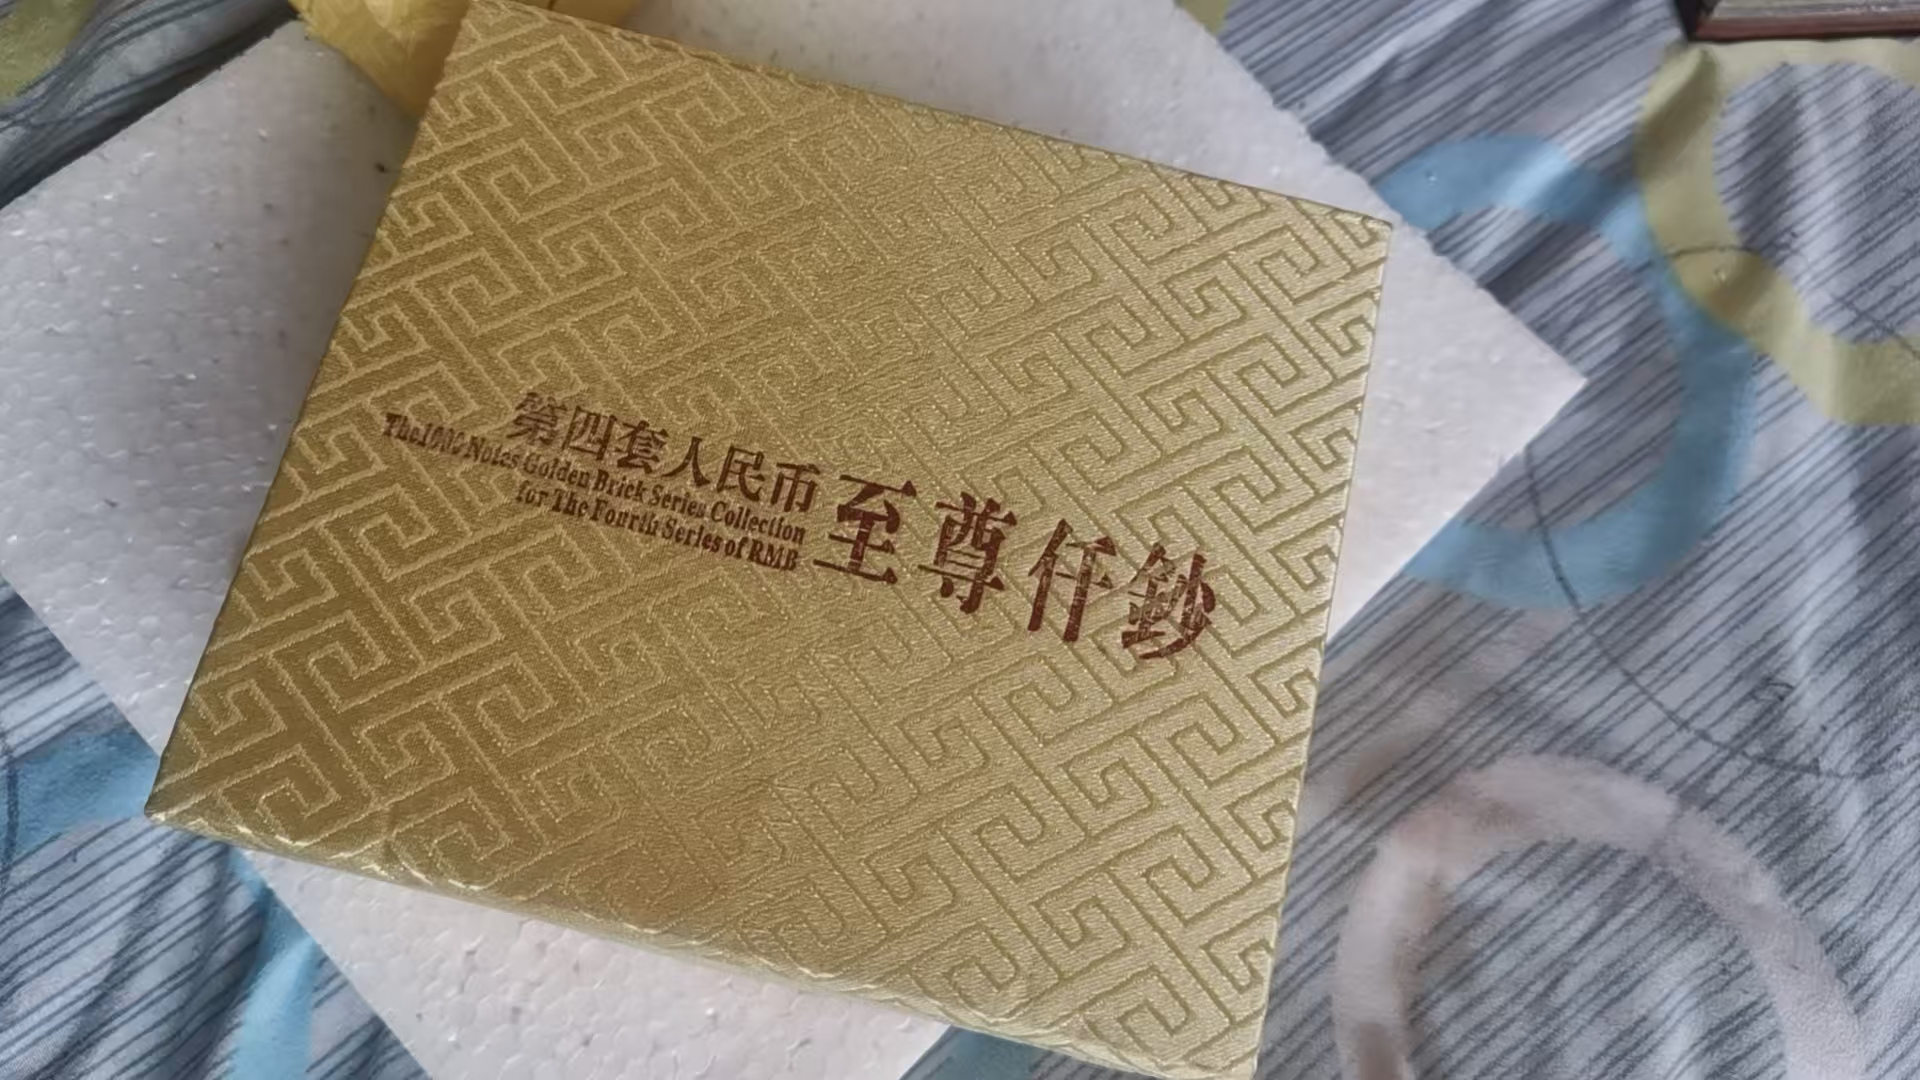 第四套人民币
The1000 Notes Golden Brick Series Collection
for The Fourth Series of RMB
至尊仟鈔